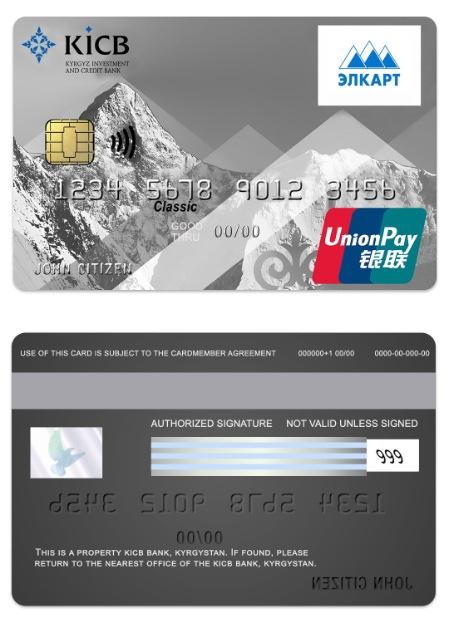 KICB
KYRGYZ INVESTMENT
AND CREDIT BANK
ЭЛКАРТ
1234 5678 9012 3456
Classic
GOOD
THRU
00/00
JOHN CITIZEN
UnionPay
银联
USE OF THIS CARD IS SUBJECT TO THE CARDMEMBER AGREEMENT 000000+1 00/00 0000-00-000-00
AUTHORIZED SIGNATURE NOT VALID UNLESS SIGNED
999
1234 5678 9012 3456
00/00
THIS IS A PROPERTY KICB BANK, KYRGYSTAN. IF FOUND, PLEASE
RETURN TO THE NEAREST OFFICE OF THE KICB BANK, KYRGYSTAN.
JOHN CITIZEN